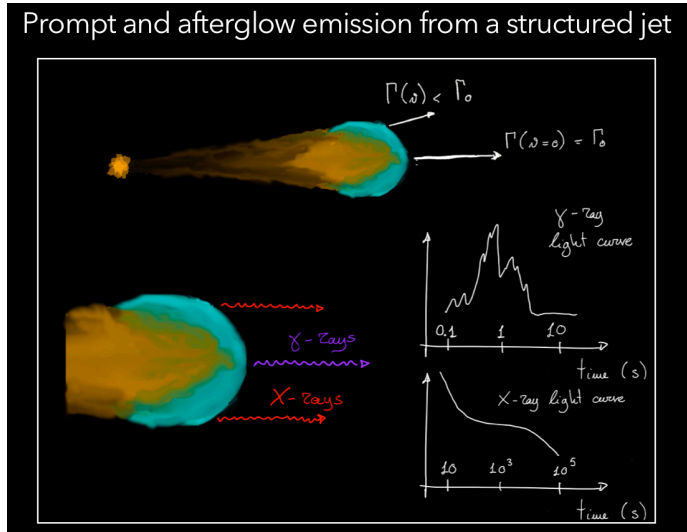 Prompt and afterglow emission from a structured jet
Γ(ϑ) < Γ₀
Γ(ϑ=0) = Γ₀
γ-ray
light curve
0.1 1 10
time (s)
γ-rays
X-rays
X-ray light curve
10 10³ 10⁵
time (s)